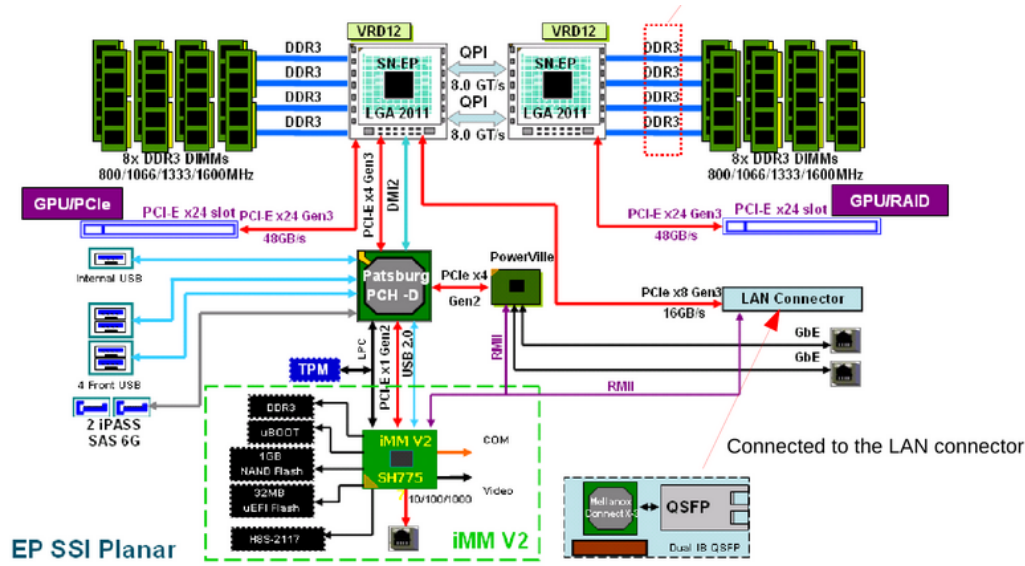 VRD12
VRD12
DDR3
DDR3
DDR3
DDR3
SN-EP
LGA 2011
QPI
8.0 GT/s
QPI
8.0 GT/s
SN-EP
LGA 2011
DDR3
DDR3
DDR3
DDR3
8x DDR3 DIMMs
800/1066/1333/1600MHz
8x DDR3 DIMMs
800/1066/1333/1600MHz
GPU/PCIe
PCI-E x24 slot
PCI-E x24 Gen3
48GB/s
PCI-E x4 Gen3
DMI2
PCI-E x24 Gen3
48GB/s
PCI-E x24 slot
GPU/RAID
Internal USB
Patsburg
PCH -D
PCIe x4
Gen2
PowerVille
PCIe x8 Gen3
16GB/s
LAN Connector
GbE
GbE
4 Front USB
TPM
LPC
PCI-E x1 Gen2
USB 2.0
RMII
RMII
2 iPASS
SAS 6G
DDR3
uBOOT
1GB
NAND Flash
32MB
uEFI Flash
H8S-2117
iMM V2
SH775
COM
Video
10/100/1000
iMM V2
Connected to the LAN connector
Mellanox
Connect X-3
QSFP
Dual IB QSFP
EP SSI Planar